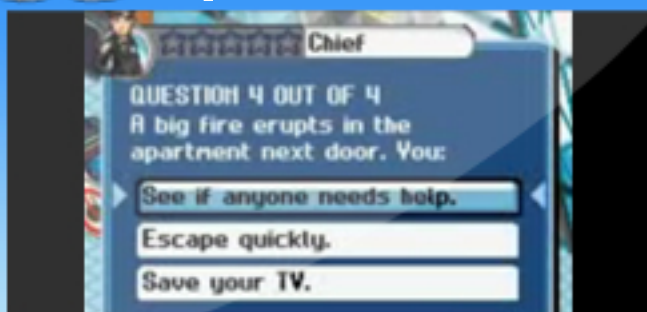 Chief
QUESTION 4 OUT OF 4
A big fire erupts in the
apartment next door. You:
See if anyone needs help.
Escape quickly.
Save your TV.